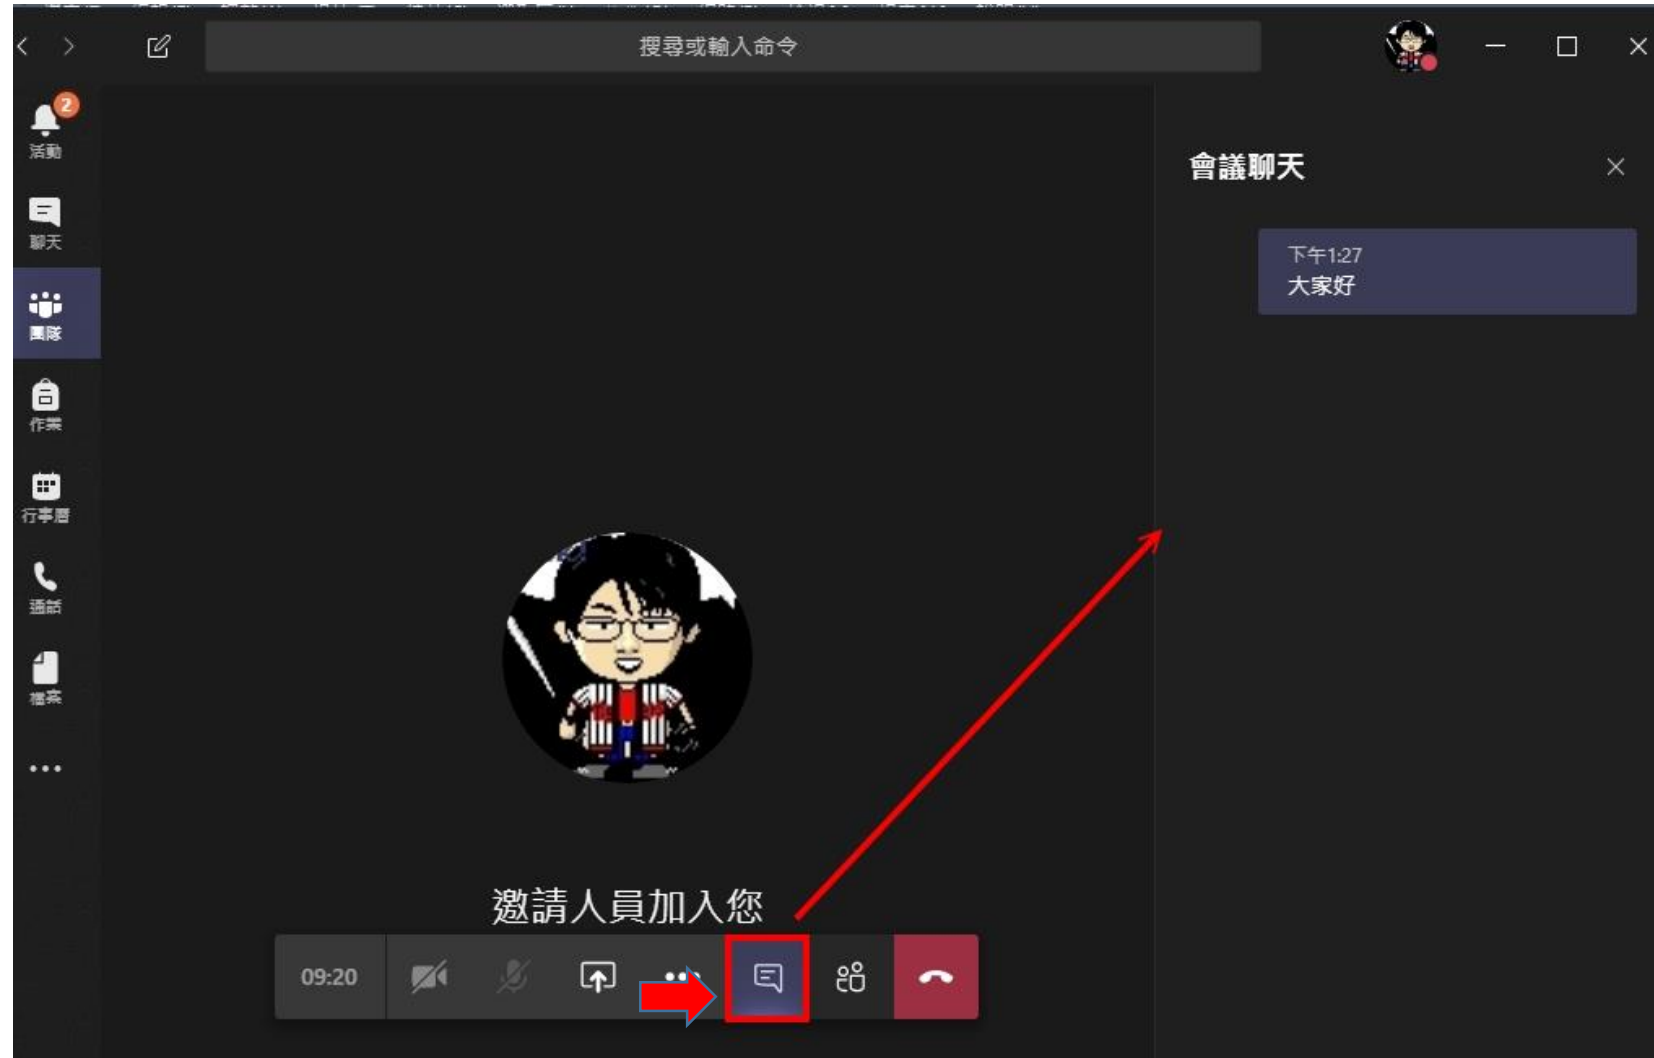 搜尋或輸入命令
2
活動
聊天
團隊
作業
行事曆
通話
檔案
會議聊天
下午1:27
大家好
邀請人員加入您
09:20